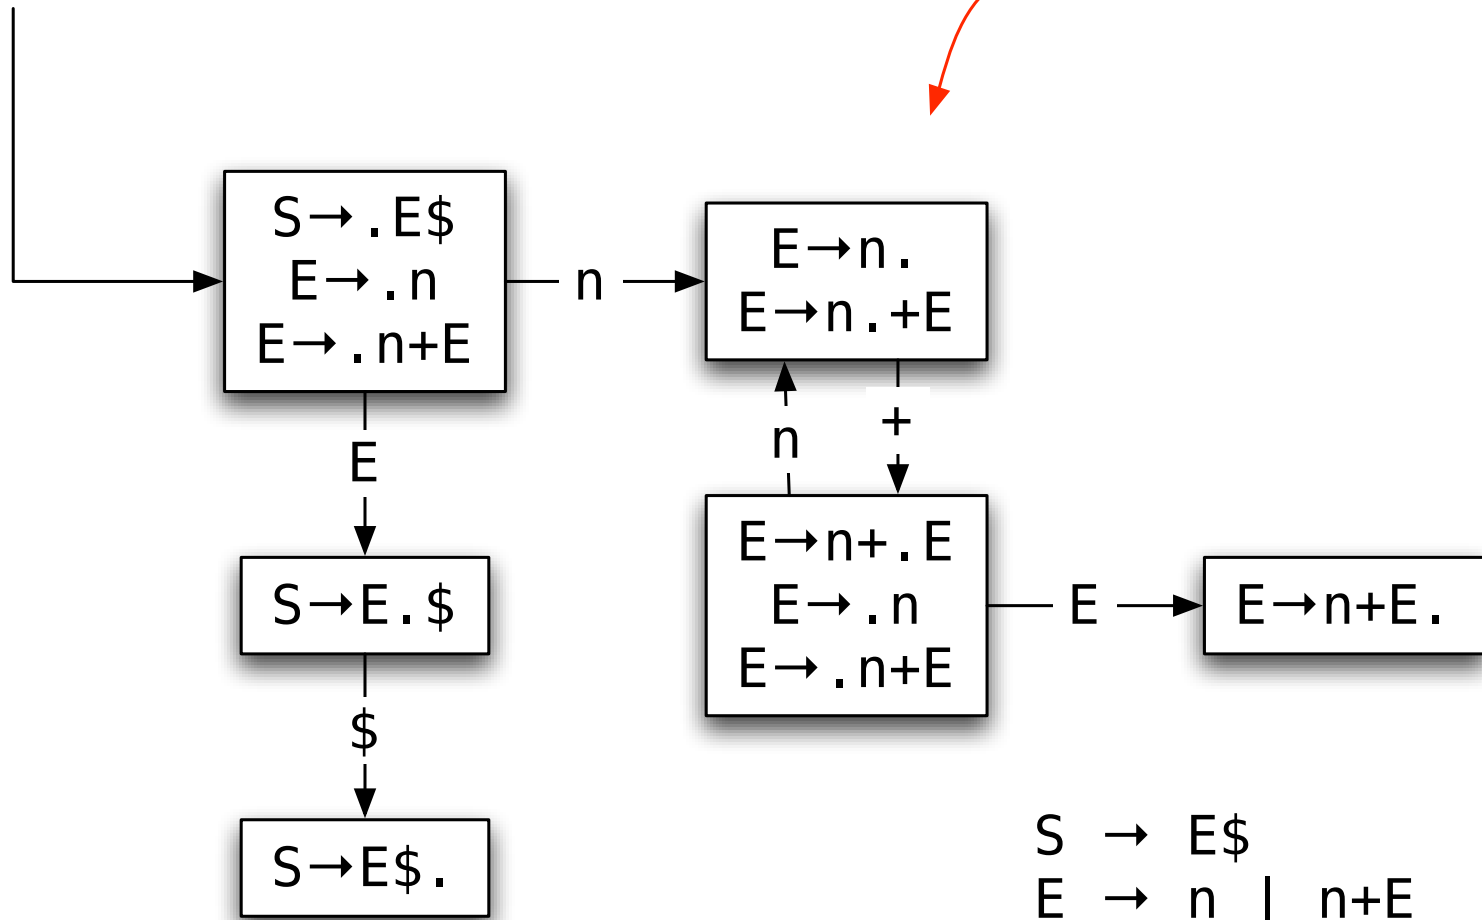 S→.E$
E→.n
E→.n+E
n
E→n.
E→n.+E
E
n
+
S→E.$
E→n+.E
E→.n
E→.n+E
E
E→n+E.
$
S→E$.
S → E$
E → n | n+E